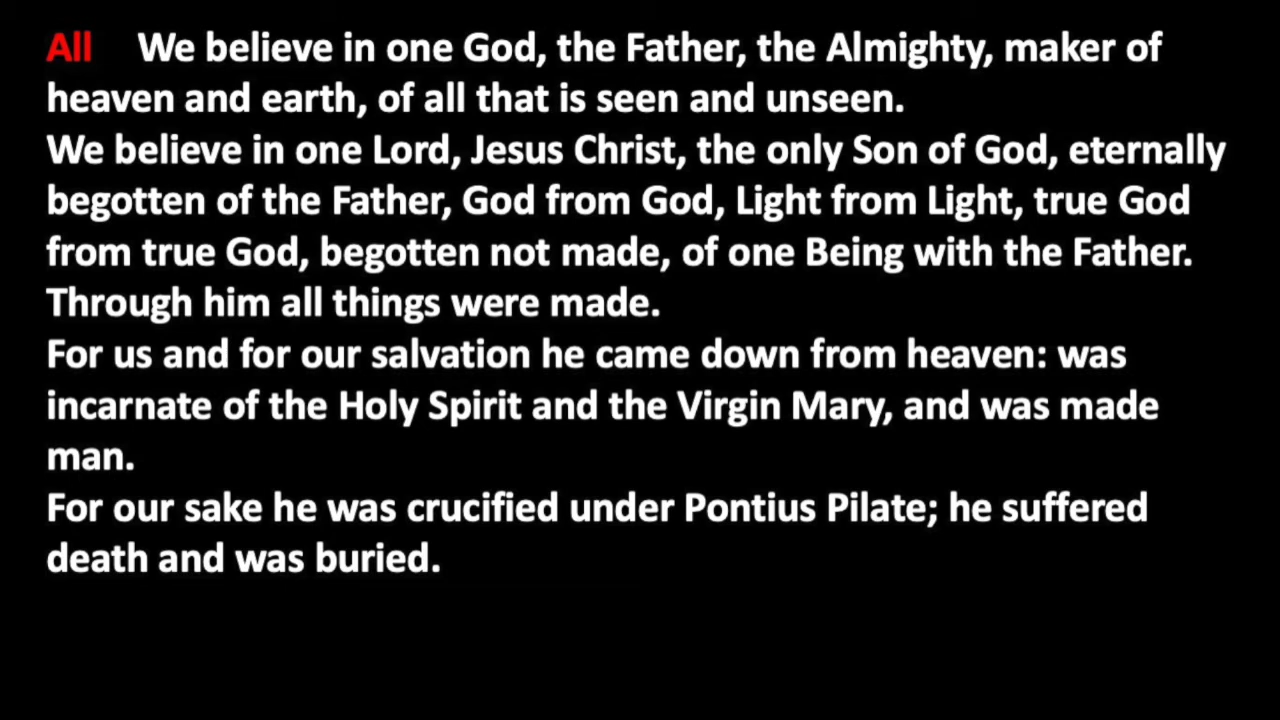 All We believe in one God, the Father, the Almighty, maker of
heaven and earth, of all that is seen and unseen.
We believe in one Lord, Jesus Christ, the only Son of God, eternally
begotten of the Father, God from God, Light from Light, true God
from true God, begotten not made, of one Being with the Father.
Through him all things were made.
For us and for our salvation he came down from heaven: was
incarnate of the Holy Spirit and the Virgin Mary, and was made
man.
For our sake he was crucified under Pontius Pilate; he suffered
death and was buried.